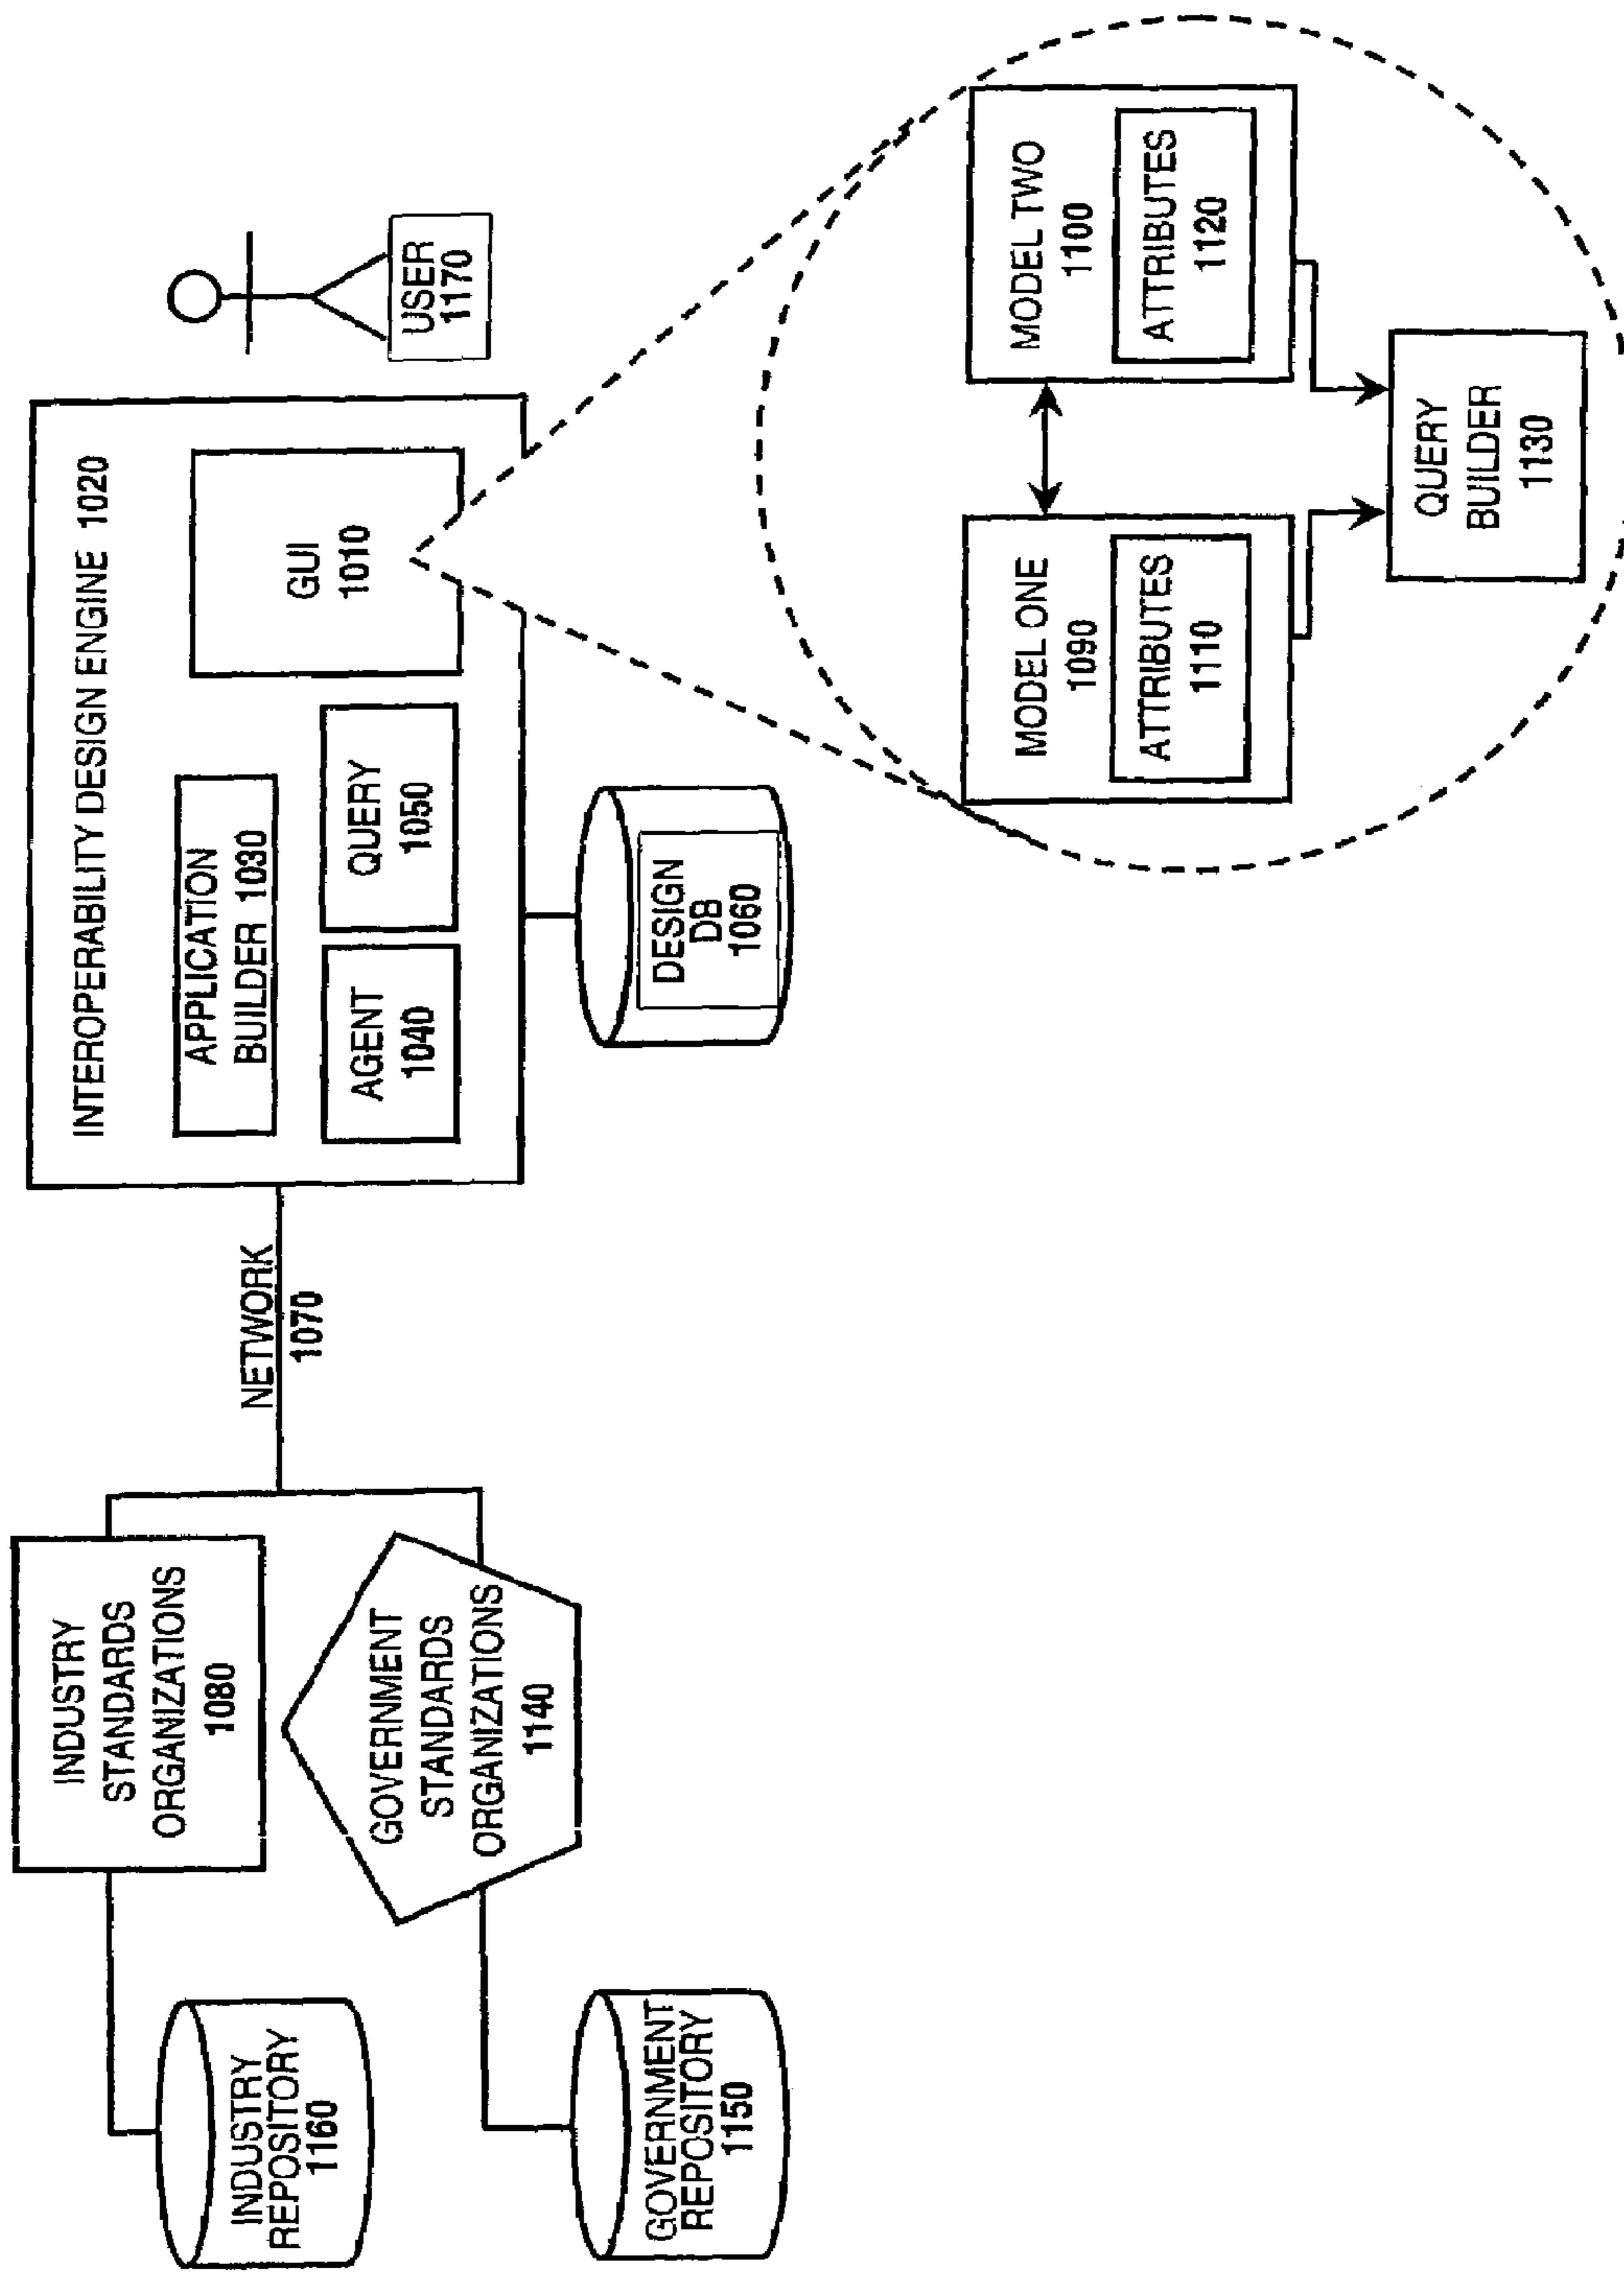 INDUSTRY
STANDARDS
ORGANIZATIONS
1080
INDUSTRY
REPOSITORY
1160
GOVERNMENT
STANDARDS
ORGANIZATIONS
1140
GOVERNMENT
REPOSITORY
1150
NETWORK
1070
INTEROPERABILITY DESIGN ENGINE 1020
APPLICATION
BUILDER 1030
AGENT
1040
QUERY
1050
GUI
1010
DESIGN
DB
1060
USER
1170
MODEL ONE
1090
ATTRIBUTES
1110
MODEL TWO
1100
ATTRIBUTES
1120
QUERY
BUILDER
1130